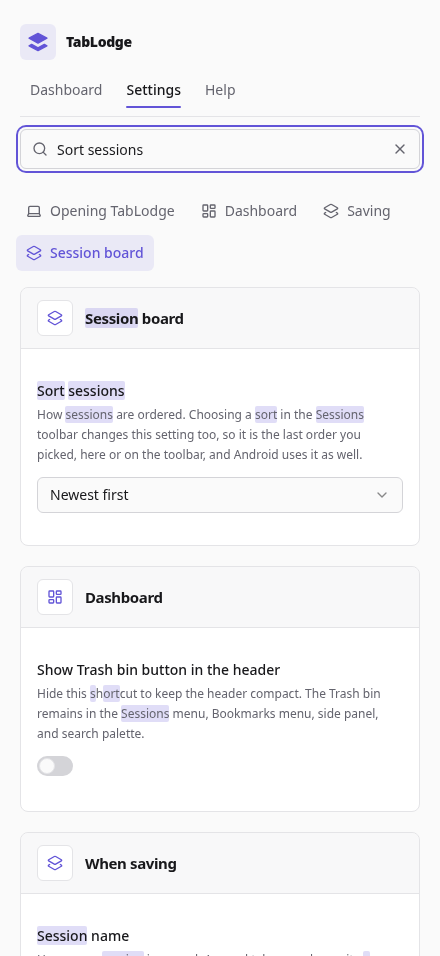 TabLodge
Dashboard Settings Help
Sort sessions
Opening TabLodge Dashboard Saving
Session board
Session board
Sort sessions
How sessions are ordered. Choosing a sort in the Sessions
toolbar changes this setting too, so it is the last order you
picked, here or on the toolbar, and Android uses it as well.
Newest first
Dashboard
Show Trash bin button in the header
Hide this shortcut to keep the header compact. The Trash bin
remains in the Sessions menu, Bookmarks menu, side panel,
and search palette.
When saving
Session name